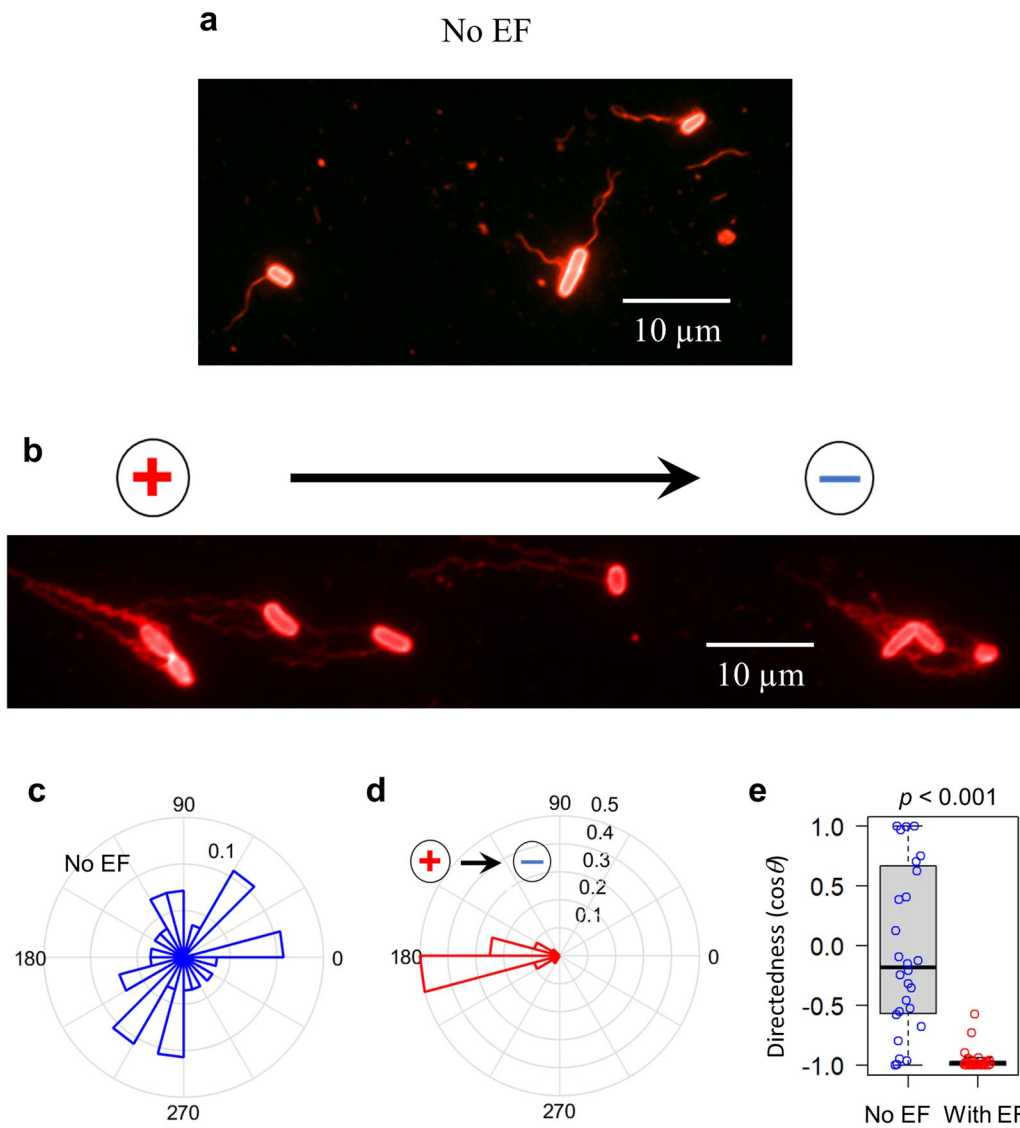 a
No EF
10 µm
b
+
−
10 µm
c
90
No EF
0.1
180
0
270
d
90
0.5
0.4
0.3
0.2
0.1
+
−
180
0
270
e
p < 0.001
Directedness (cosθ)
1.0
0.5
0.0
-0.5
-1.0
No EF
With EF